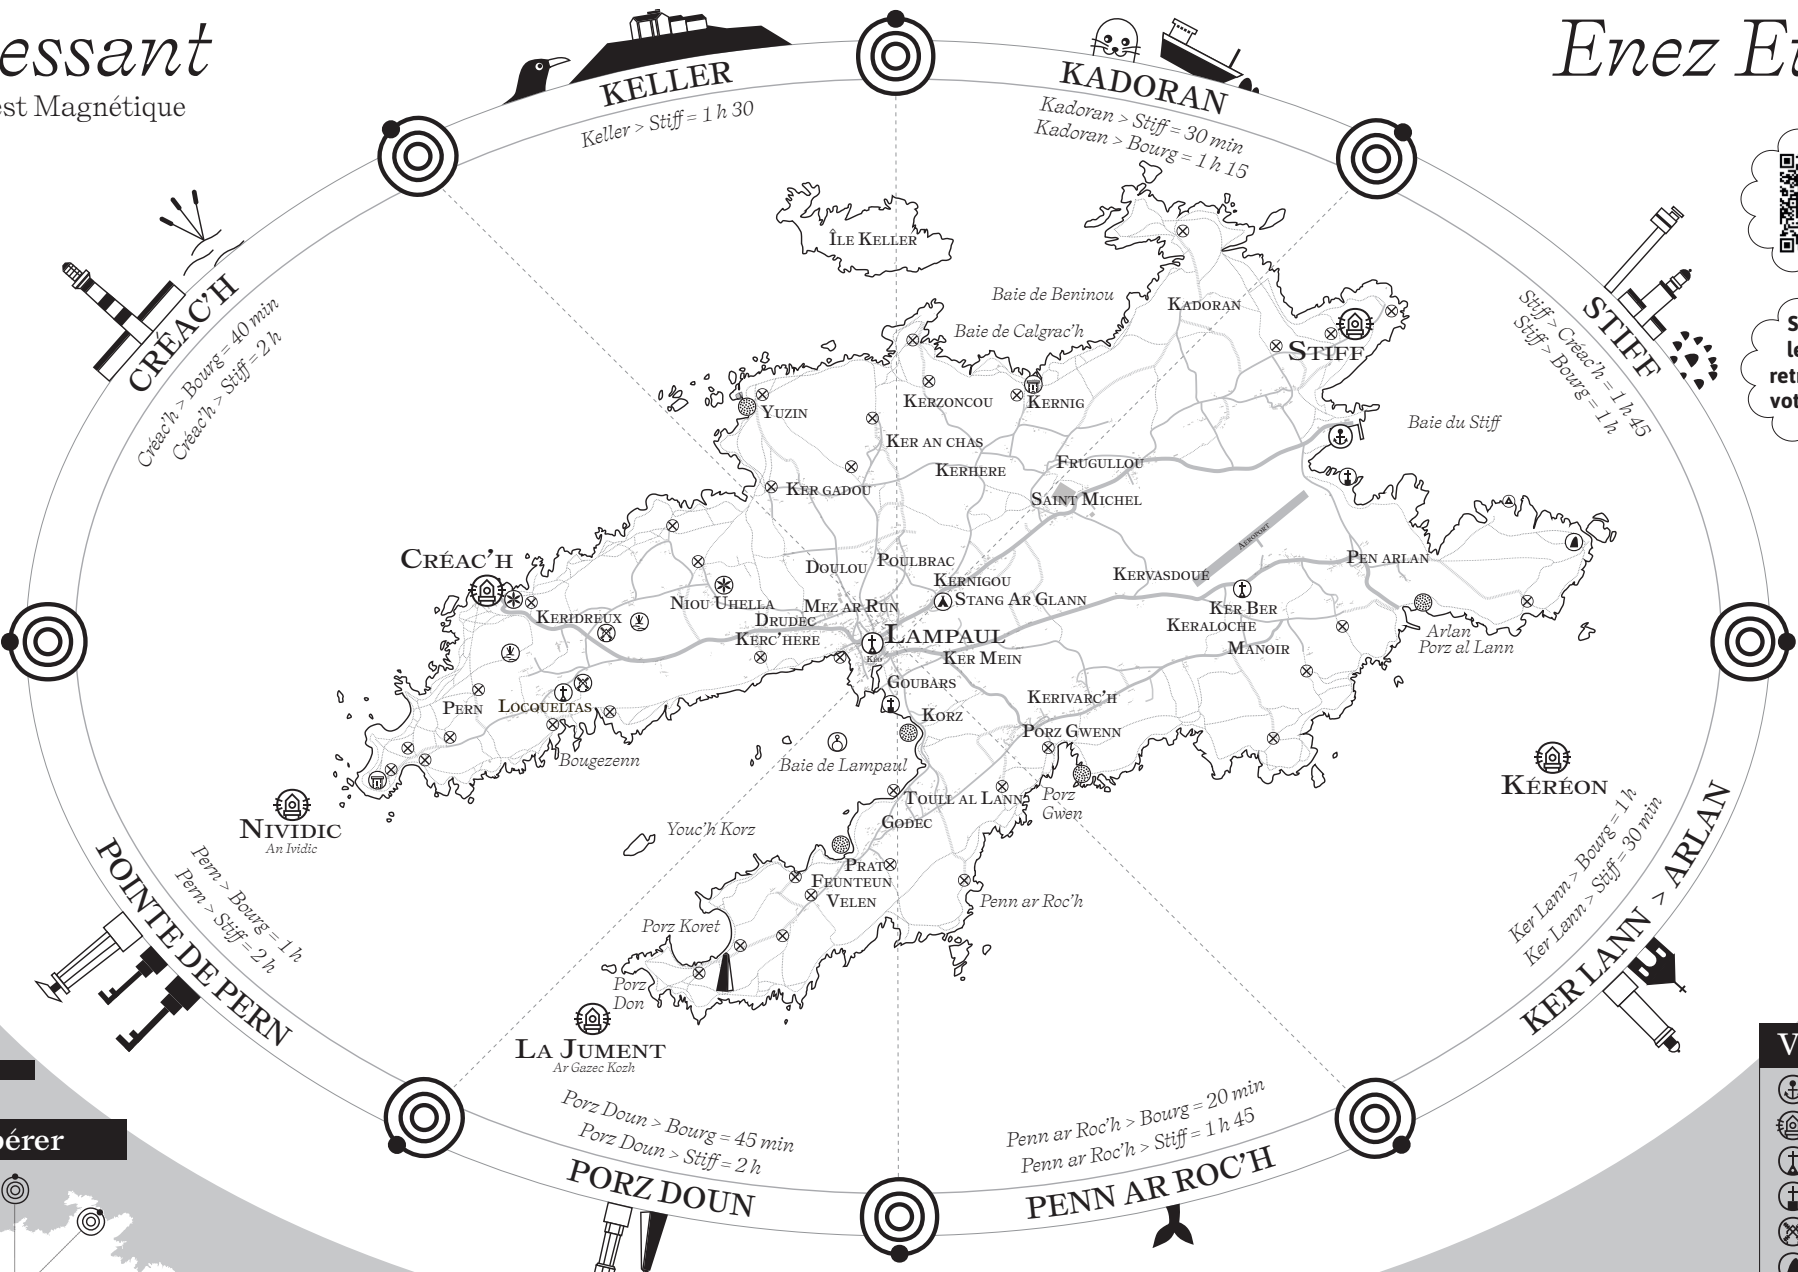 essant
est Magnétique
Enez Eu
KELLER
Keller > Stiff = 1 h 30
KADORAN
Kadoran > Stiff = 30 min
Kadoran > Bourg = 1 h 15
CRÉAC'H
Créac'h > Bourg = 40 min
Créac'h > Stiff = 2 h
STIFF
Stiff > Créac'h = 1 h 45
Stiff > Bourg = 1 h
S
le
retr
vot
Île Keller
Baie de Beninou
Kadoran
Baie de Calgrac'h
Stiff
Yuzin
Kerzoncou
Kernig
Baie du Stiff
Ker an chas
Kerhere
Frugullou
Ker gadou
Saint Michel
Aeroport
Créac'h
Doulou
Poulbrac
Pen arlan
Kernigou
Kervasdoué
Niou Uhella
Mez ar Run
Stang Ar Glann
Keridreux
Drudec
Ker Ber
Kerc'here
Lampaul
Keraloche
Arlan
Porz al Lann
Ker Mein
Manoir
Goubars
Kerivarc'h
Pern
Locqueltas
Korz
Porz Gwenn
Bougezenn
Baie de Lampaul
Kéréon
Toull al Lann
Porz
Gwen
Nividic
An Ividic
Youc'h Korz
Godec
Prat
Feunteun
Velen
Penn ar Roc'h
Porz Koret
Porz
Don
La Jument
Ar Gazec Kozh
POINTE DE PERN
Pern > Bourg = 1 h
Pern > Stiff = 2 h
KER LANN > ARLAN
Ker Lann > Bourg = 1 h
Ker Lann > Stiff = 30 min
Porz Doun > Bourg = 45 min
Porz Doun > Stiff = 2 h
PORZ DOUN
Penn ar Roc'h > Bourg = 20 min
Penn ar Roc'h > Stiff = 1 h 45
PENN AR ROC'H
pérer
V